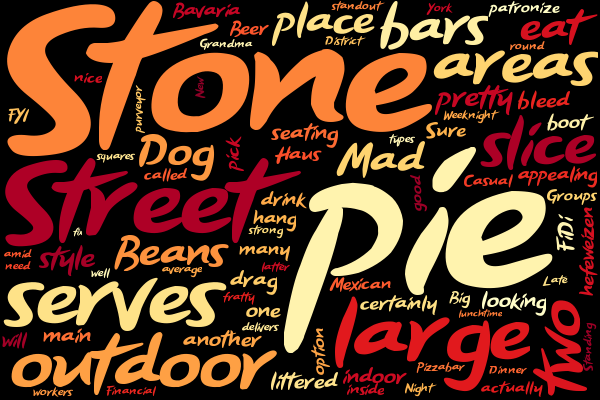 Stone
Bavaria
standout
York
patronize
Beer
place
bars
eat
Grandma
District
round
nice
New
areas
FYI
purveyor
pretty
bleed
Weeknight
boot
seating
Sure
slice
squares
Dog
Pick
Haus
Mad
types
called
good
Casual
appealing
Street
drink
pie
Groups
hang
FiDi
fix
strong
hefeweizen
amid
need
style
Beans
many
well
average
latter
drag
Mexican
Late
serves
fratty
certainly
Big
looking
one
lunchtime
large
two
delivers
Standing
will
main
another
option
outdoor
Pizzabar
Dinner
littered
indoor
inside
Night
actually
workers
Financial